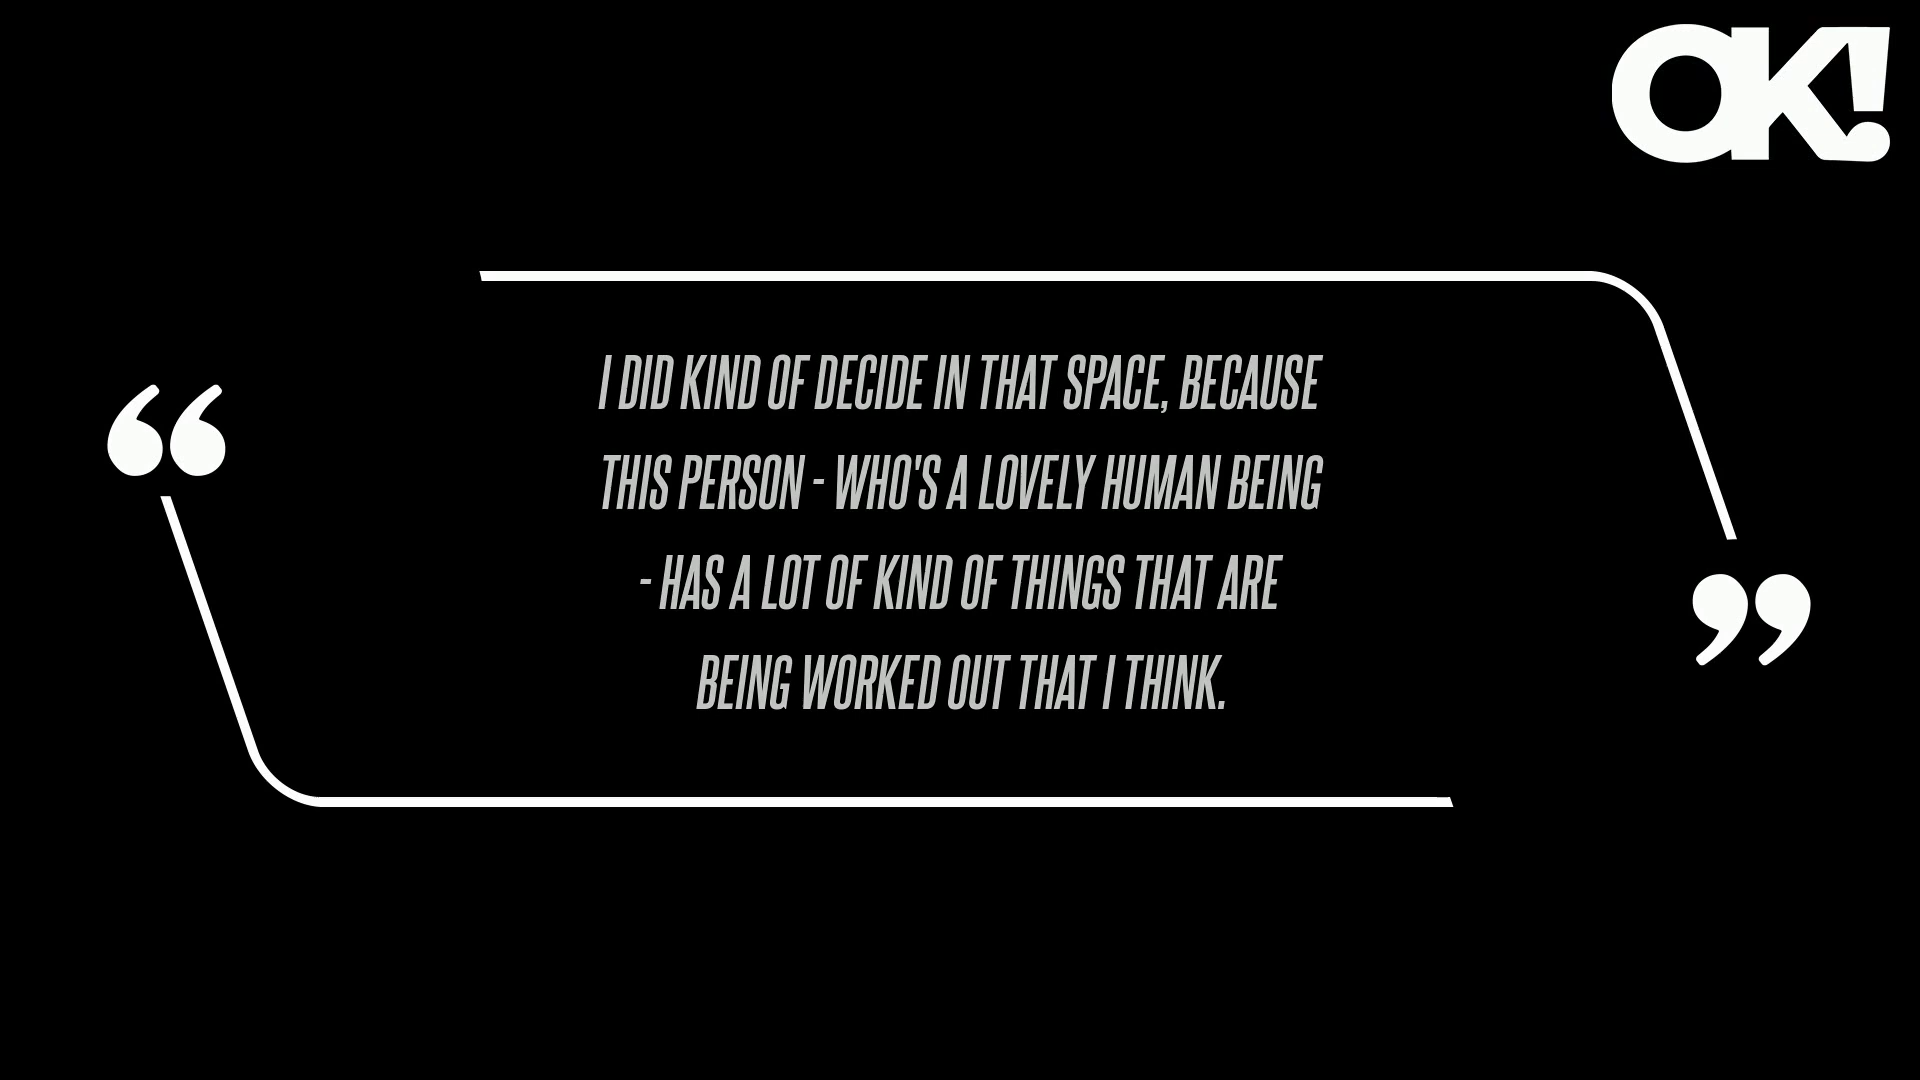 OK!
“
I DID KIND OF DECIDE IN THAT SPACE, BECAUSE
THIS PERSON - WHO'S A LOVELY HUMAN BEING
- HAS A LOT OF KIND OF THINGS THAT ARE
BEING WORKED OUT THAT I THINK.
”